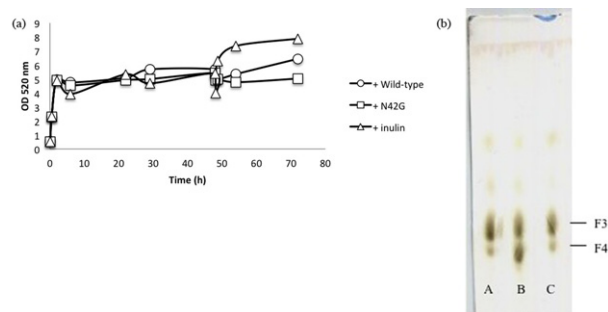 (a)
OD 520 nm
9
8
7
6
5
4
3
2
1
0
0 10 20 30 40 50 60 70 80
Time (h)
+ Wild-type
+ N42G
+ inulin
(b)
F3
F4
A B C